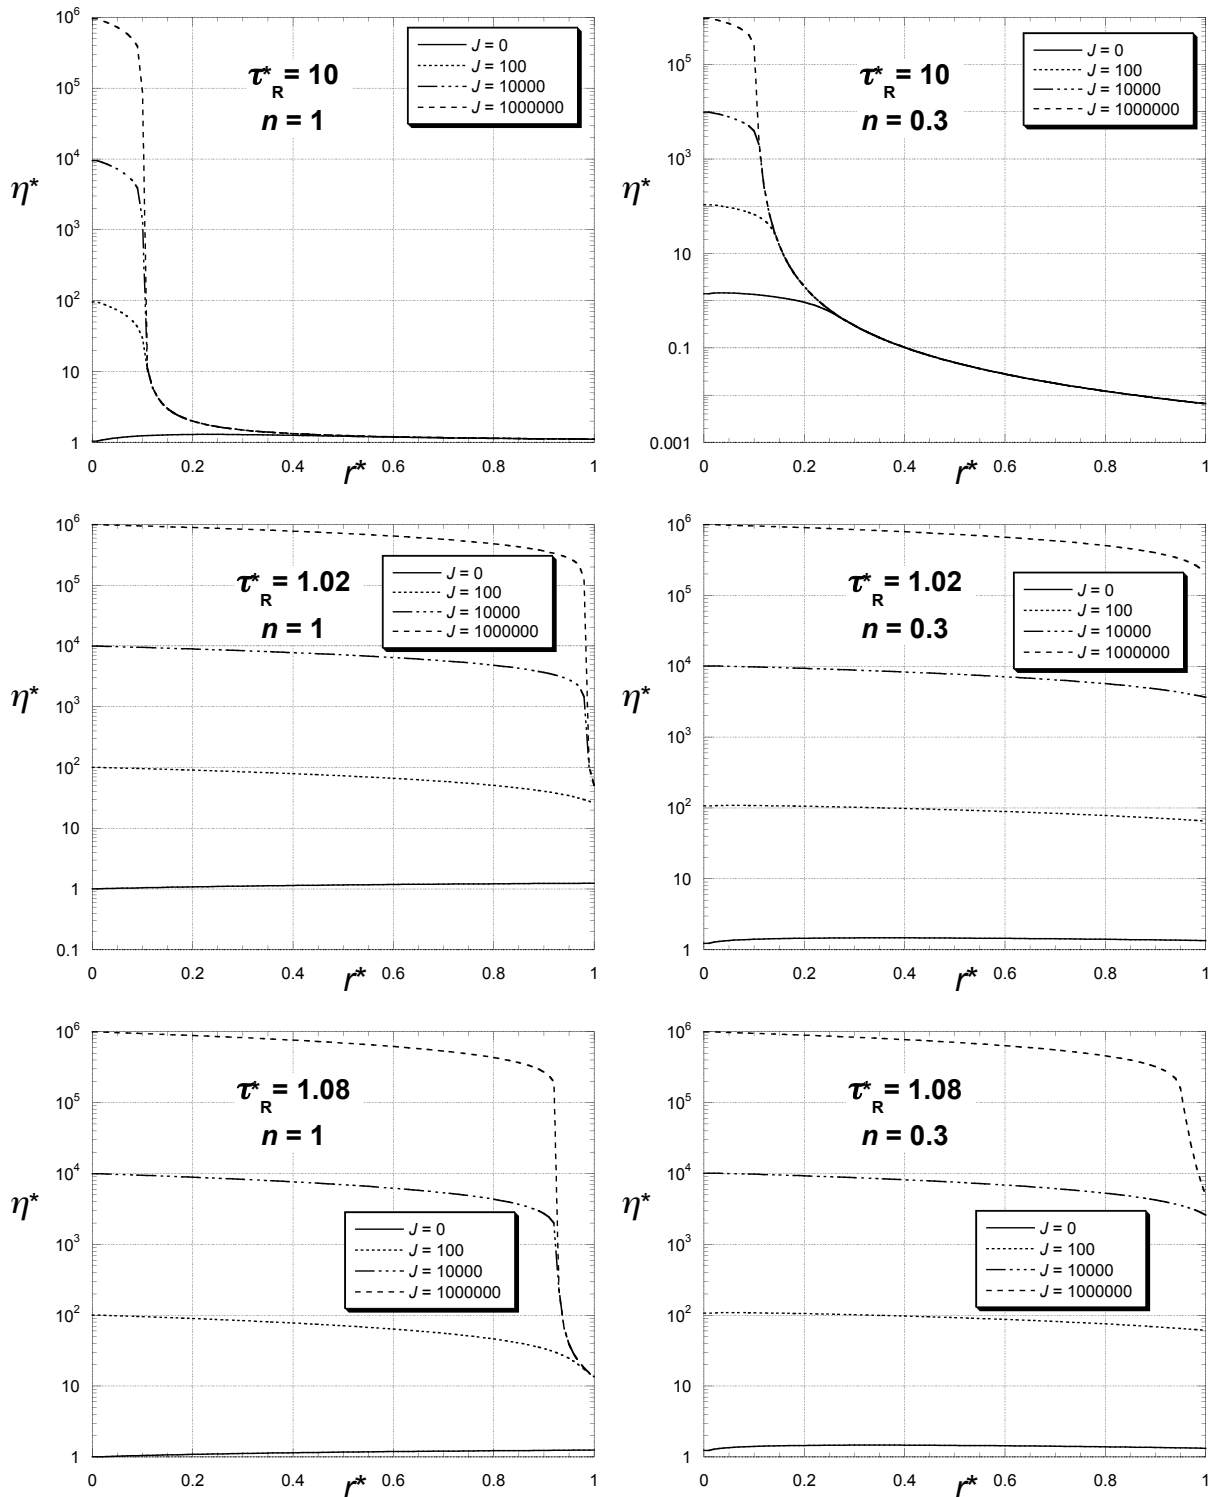 10⁶
10⁵
10⁴
10³
10²
10
1
η*
τ*R = 10
n = 1
J = 0
J = 100
J = 10000
J = 1000000
0 0.2 0.4 0.6 0.8 1
r*
10⁵
10³
10
0.1
0.001
η*
τ*R = 10
n = 0.3
J = 0
J = 100
J = 10000
J = 1000000
0 0.2 0.4 0.6 0.8 1
r*
10⁶
10⁵
10⁴
10³
10²
10
1
0.1
η*
τ*R = 1.02
n = 1
J = 0
J = 100
J = 10000
J = 1000000
0 0.2 0.4 0.6 0.8 1
r*
10⁶
10⁵
10⁴
10³
10²
10
1
η*
τ*R = 1.02
n = 0.3
J = 0
J = 100
J = 10000
J = 1000000
0 0.2 0.4 0.6 0.8 1
r*
10⁶
10⁵
10⁴
10³
10²
10
1
η*
τ*R = 1.08
n = 1
J = 0
J = 100
J = 10000
J = 1000000
0 0.2 0.4 0.6 0.8 1
r*
10⁶
10⁵
10⁴
10³
10²
10
1
η*
τ*R = 1.08
n = 0.3
J = 0
J = 100
J = 10000
J = 1000000
0 0.2 0.4 0.6 0.8 1
r*